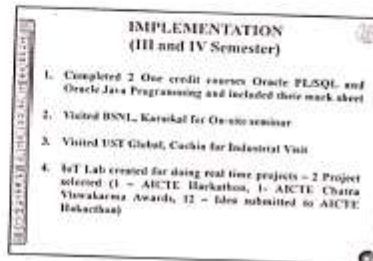 IMPLEMENTATION
(III and IV Semester)
1. Completed 2 One credit courses Oracle PL/SQL and
Oracle Java Programming and included their mark sheet
2. Visited BSNL, Karaikal for On-site seminar
3. Visited UST Global, Cochin for Industrial Visit
4. IoT Lab created for doing real time projects – 2 Project
selected (1 – AICTE Harkathon, 1- AICTE Chatra
Viswakarma Awards, 12 – Idea submitted to AICTE
Hakacthon)